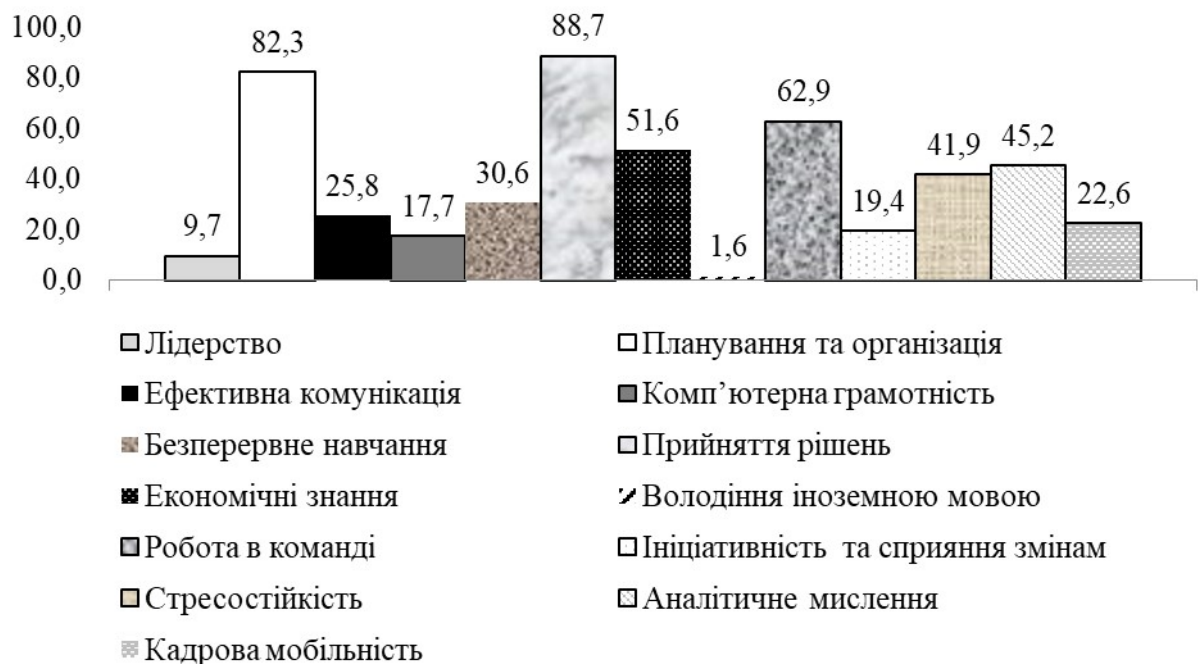 100,0
80,0
60,0
40,0
20,0
0,0
9,7
82,3
25,8
17,7
30,6
88,7
51,6
1,6
62,9
19,4
41,9
45,2
22,6
Лідерство
Планування та організація
Ефективна комунікація
Комп’ютерна грамотність
Безперервне навчання
Прийняття рішень
Економічні знання
Володіння іноземною мовою
Робота в команді
Ініціативність та сприяння змінам
Стресостійкість
Аналітичне мислення
Кадрова мобільність